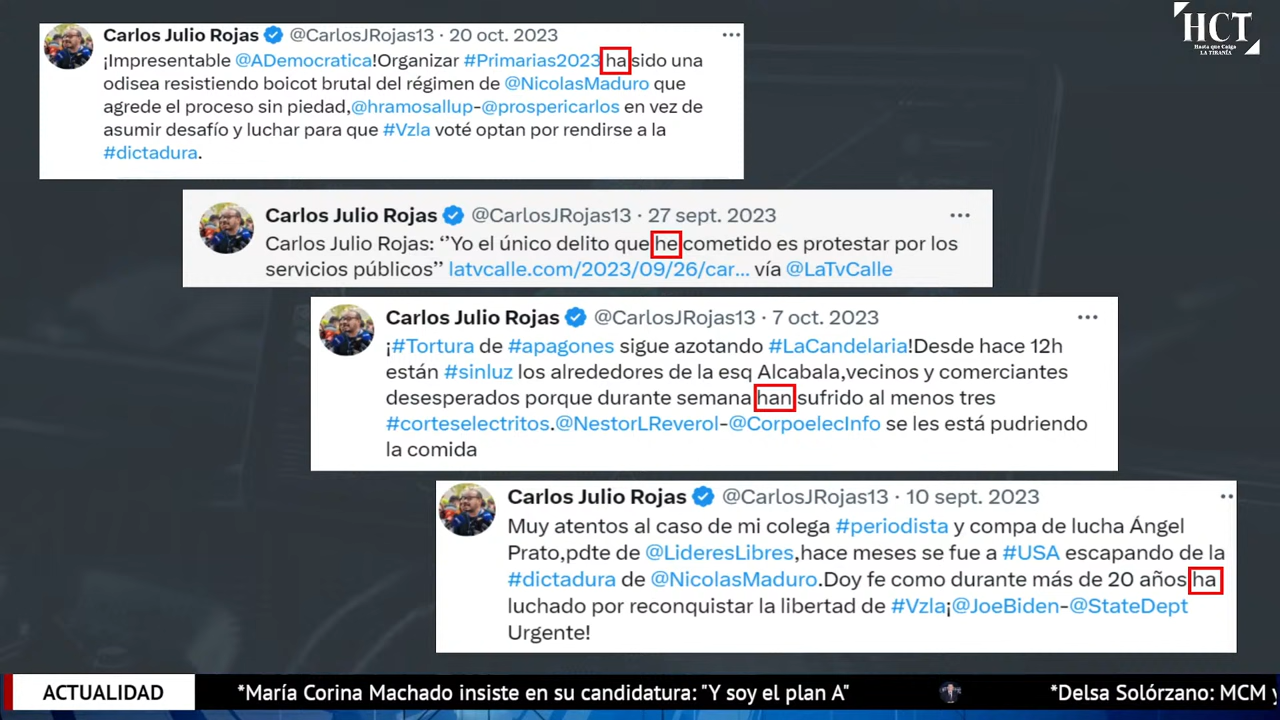 HCT
Hasta que Caiga
LA TIRANÍA
Carlos Julio Rojas @CarlosJRojas13 · 20 oct. 2023
¡Impresentable @ADemocratica!Organizar #Primarias2023 ha sido una
odisea resistiendo boicot brutal del régimen de @NicolasMaduro que
agrede el proceso sin piedad,@hramosallup-@prospericarlos en vez de
asumir desafío y luchar para que #Vzla voté optan por rendirse a la
#dictadura.
Carlos Julio Rojas @CarlosJRojas13 · 27 sept. 2023
Carlos Julio Rojas: ‘’Yo el único delito que he cometido es protestar por los
servicios públicos’’ latvcalle.com/2023/09/26/car... vía @LaTvCalle
Carlos Julio Rojas @CarlosJRojas13 · 7 oct. 2023
¡#Tortura de #apagones sigue azotando #LaCandelaria!Desde hace 12h
están #sinluz los alrededores de la esq Alcabala,vecinos y comerciantes
desesperados porque durante semana han sufrido al menos tres
#corteselectritos.@NestorLReverol-@CorpoelecInfo se les está pudriendo
la comida
Carlos Julio Rojas @CarlosJRojas13 · 10 sept. 2023
Muy atentos al caso de mi colega #periodista y compa de lucha Ángel
Prato,pdte de @LideresLibres,hace meses se fue a #USA escapando de la
#dictadura de @NicolasMaduro.Doy fe como durante más de 20 años ha
luchado por reconquistar la libertad de #Vzla¡@JoeBiden-@StateDept
Urgente!
ACTUALIDAD *María Corina Machado insiste en su candidatura: "Y soy el plan A" *Delsa Solórzano: MCM y